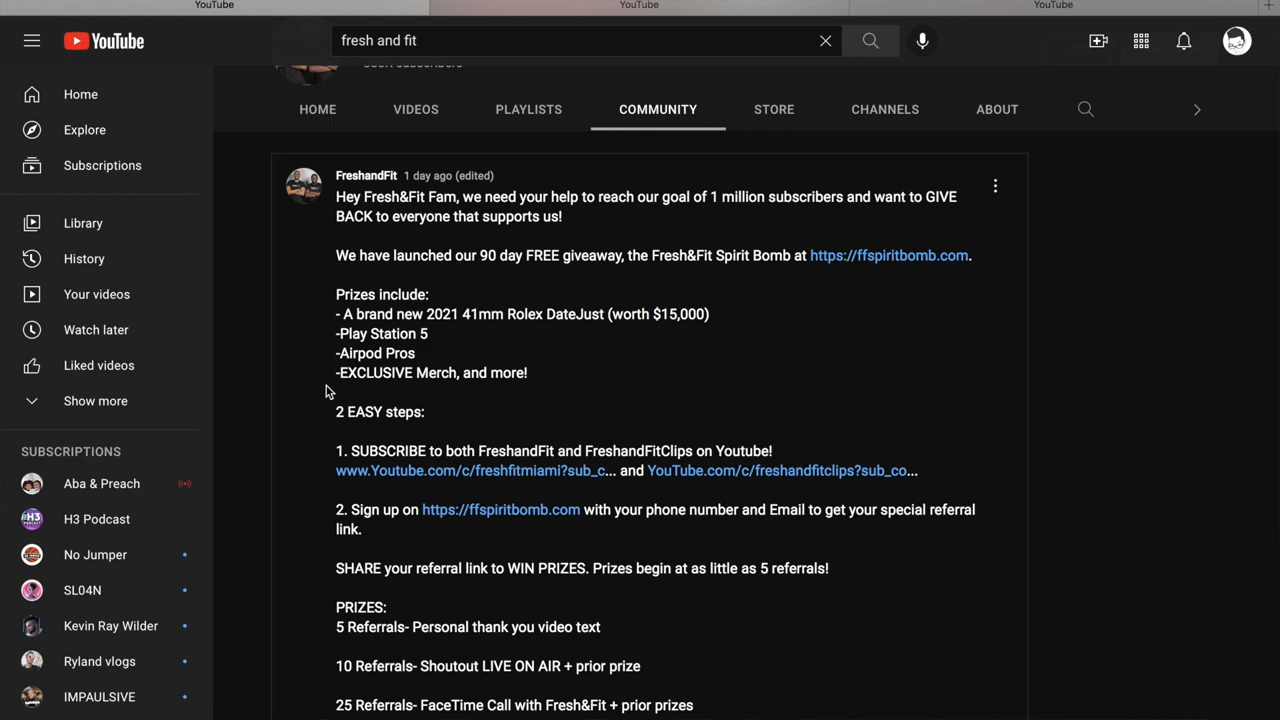 YouTube
YouTube
YouTube
YouTube
fresh and fit
HOME
VIDEOS
PLAYLISTS
COMMUNITY
STORE
CHANNELS
ABOUT
Home
Explore
Subscriptions
Library
History
Your videos
Watch later
Liked videos
Show more
SUBSCRIPTIONS
Aba & Preach
H3 Podcast
No Jumper
SL04N
Kevin Ray Wilder
Ryland vlogs
IMPAULSIVE
FreshandFit 1 day ago (edited)
Hey Fresh&Fit Fam, we need your help to reach our goal of 1 million subscribers and want to GIVE
BACK to everyone that supports us!
We have launched our 90 day FREE giveaway, the Fresh&Fit Spirit Bomb at https://ffspiritbomb.com.
Prizes include:
- A brand new 2021 41mm Rolex DateJust (worth $15,000)
-Play Station 5
-Airpod Pros
-EXCLUSIVE Merch, and more!
2 EASY steps:
1. SUBSCRIBE to both FreshandFit and FreshandFitClips on Youtube!
www.Youtube.com/c/freshfitmiami?sub_c... and YouTube.com/c/freshandfitclips?sub_co...
2. Sign up on https://ffspiritbomb.com with your phone number and Email to get your special referral
link.
SHARE your referral link to WIN PRIZES. Prizes begin at as little as 5 referrals!
PRIZES:
5 Referrals- Personal thank you video text
10 Referrals- Shoutout LIVE ON AIR + prior prize
25 Referrals- FaceTime Call with Fresh&Fit + prior prizes